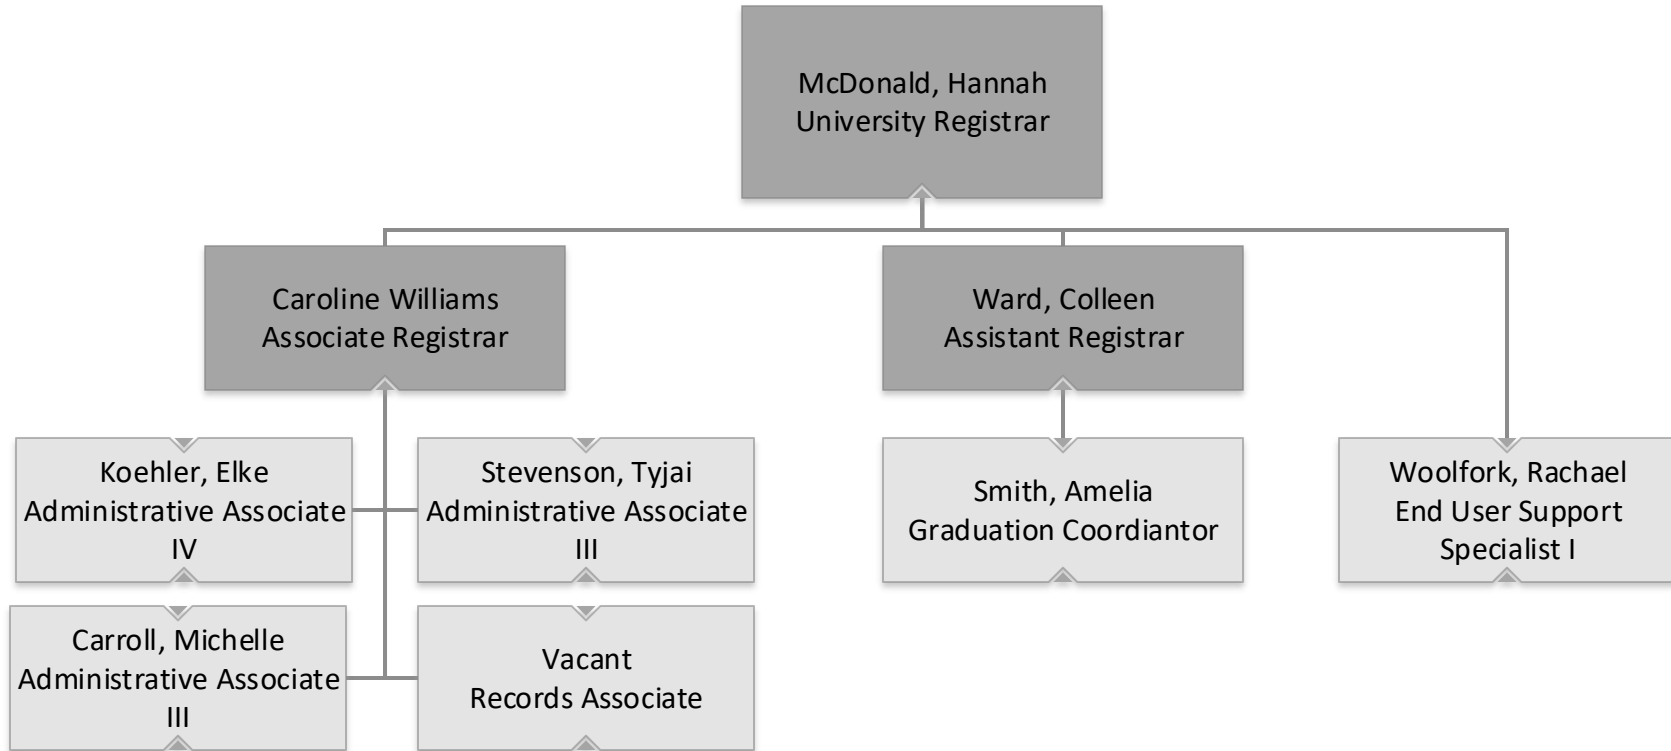 McDonald, Hannah
University Registrar
Caroline Williams
Associate Registrar
Ward, Colleen
Assistant Registrar
Koehler, Elke
Administrative Associate
IV
Stevenson, Tyjai
Administrative Associate
III
Smith, Amelia
Graduation Coordiantor
Woolfork, Rachael
End User Support
Specialist I
Carroll, Michelle
Administrative Associate
III
Vacant
Records Associate